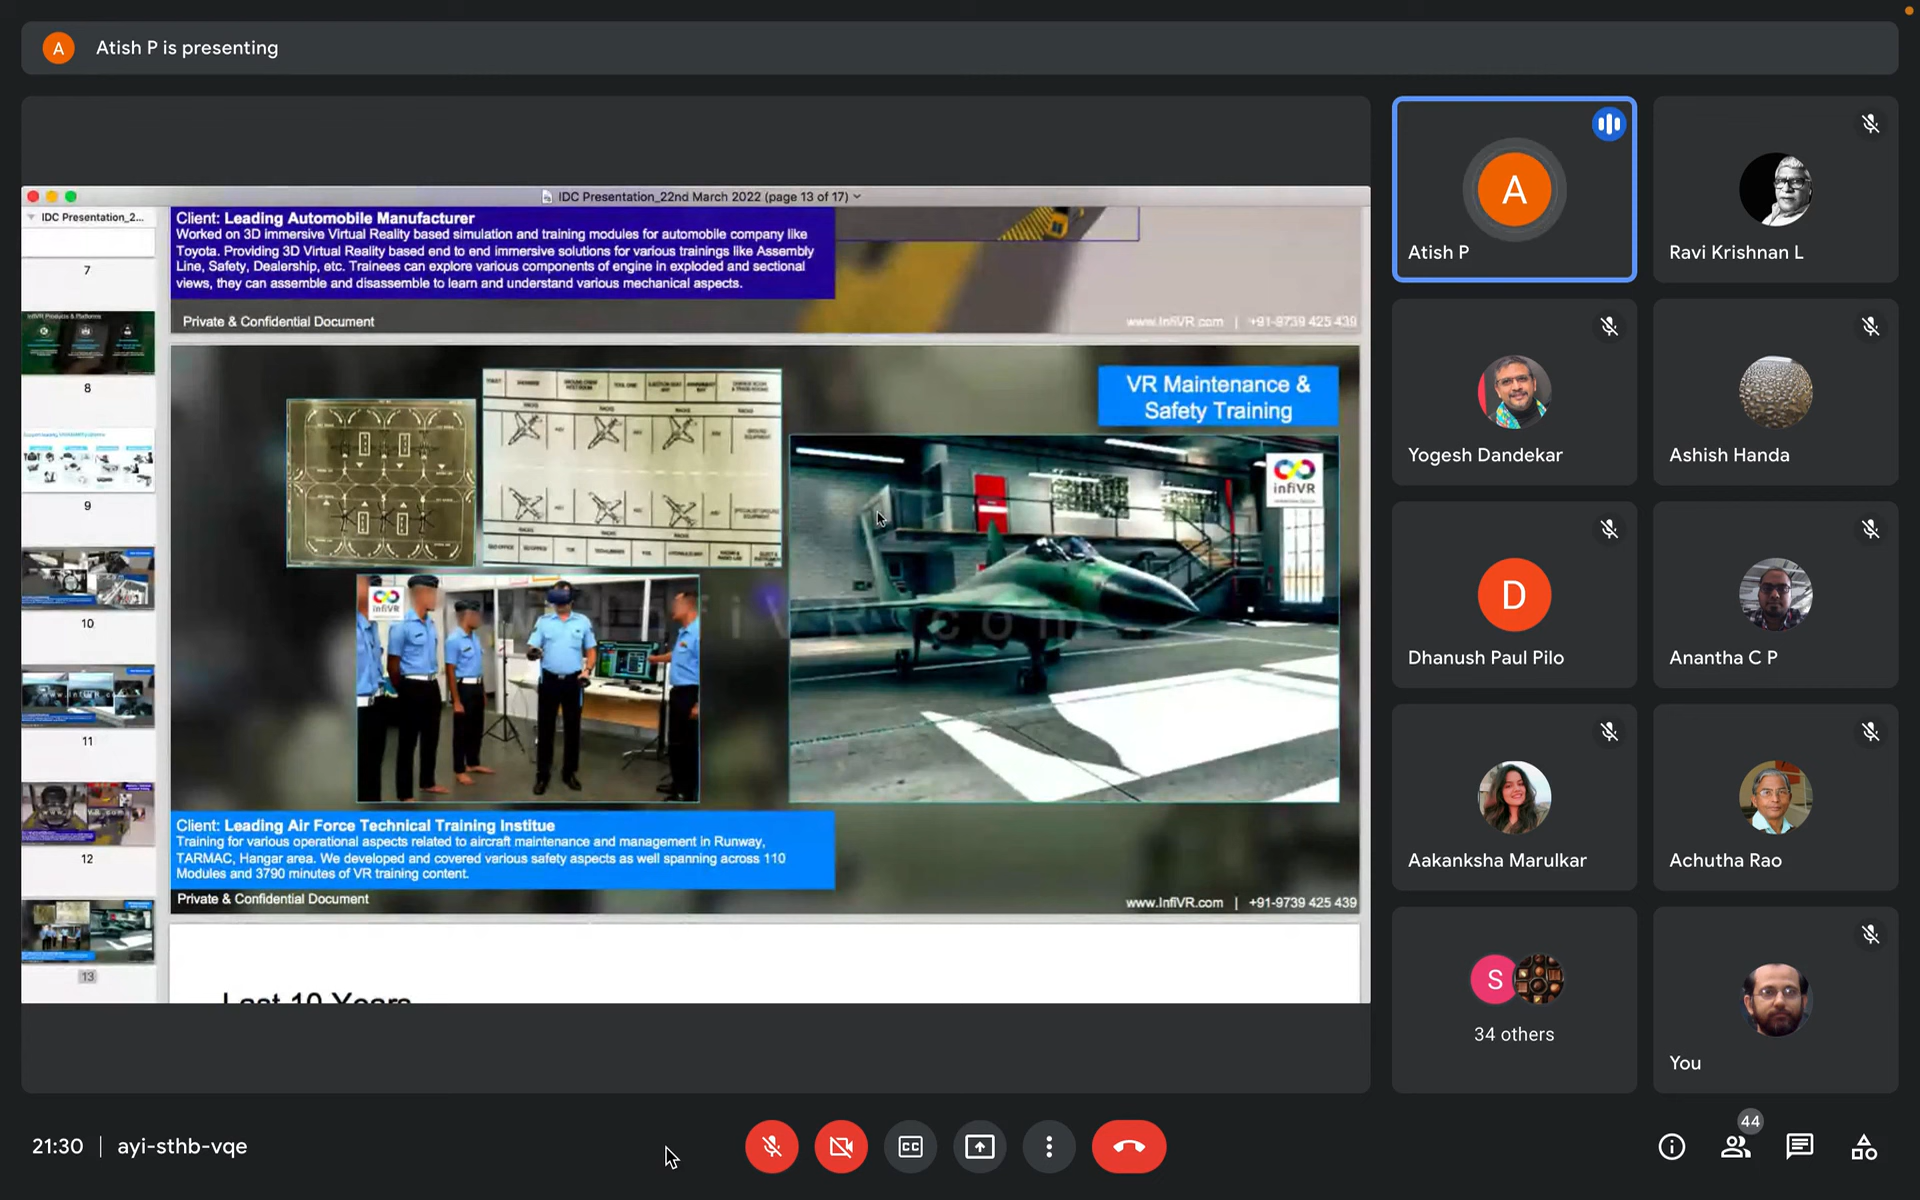 A
Atish P is presenting
IDC Presentation_22nd March 2022 (page 13 of 17)
IDC Presentation_2...
7
InfiVR Products & Platforms
8
9
10
11
12
13
Client: Leading Automobile Manufacturer
Worked on 3D immersive Virtual Reality based simulation and training modules for automobile company like
Toyota. Providing 3D Virtual Reality based end to end immersive solutions for various trainings like Assembly
Line, Safety, Dealership, etc. Trainees can explore various components of engine in exploded and sectional
views, they can assemble and disassemble to learn and understand various mechanical aspects.
Private & Confidential Document
www.InfiVR.com | +91-9739 425 439
VR Maintenance &
Safety Training
infiVR
infiVR
Client: Leading Air Force Technical Training Institue
Training for various operational aspects related to aircraft maintenance and management in Runway,
TARMAC, Hangar area. We developed and covered various safety aspects as well spanning across 110
Modules and 3790 minutes of VR training content.
Private & Confidential Document
www.InfiVR.com | +91-9739 425 439
Last 10 Years
A
Atish P
Ravi Krishnan L
Yogesh Dandekar
Ashish Handa
D
Dhanush Paul Pilo
Anantha C P
Aakanksha Marulkar
Achutha Rao
S
34 others
You
21:30 | ayi-sthb-vqe
CC
44